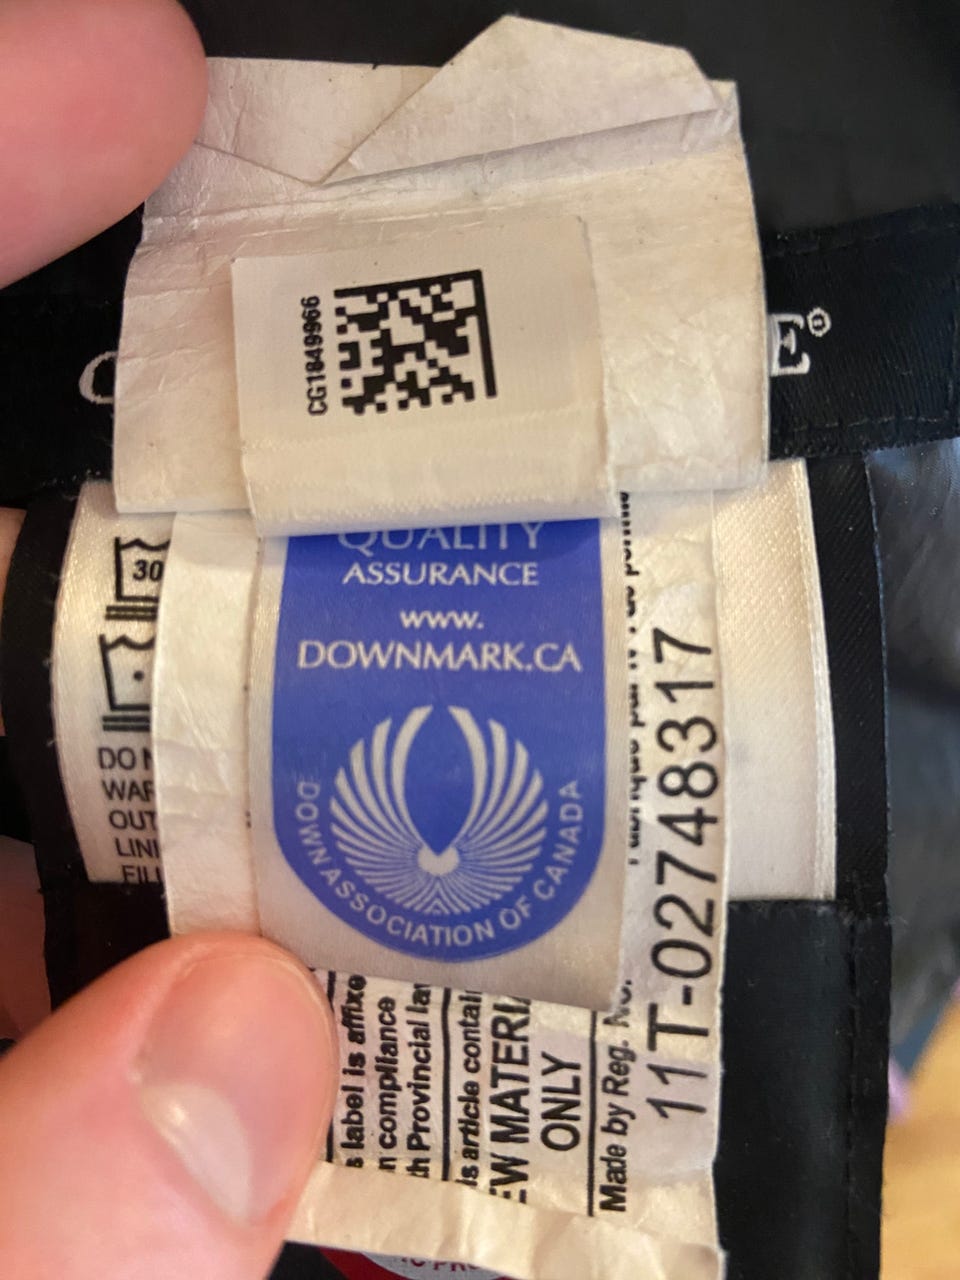 CG1849966
QUALITY
ASSURANCE
www.
DOWNMARK.CA
DOWN ASSOCIATION OF CANADA
30
DO
WAR
OUT
LINI
FILL
label is affixe
compliance
Provincial la
article contai
MATERI
ONLY
Made by Reg. No.
11T-02748317
E®